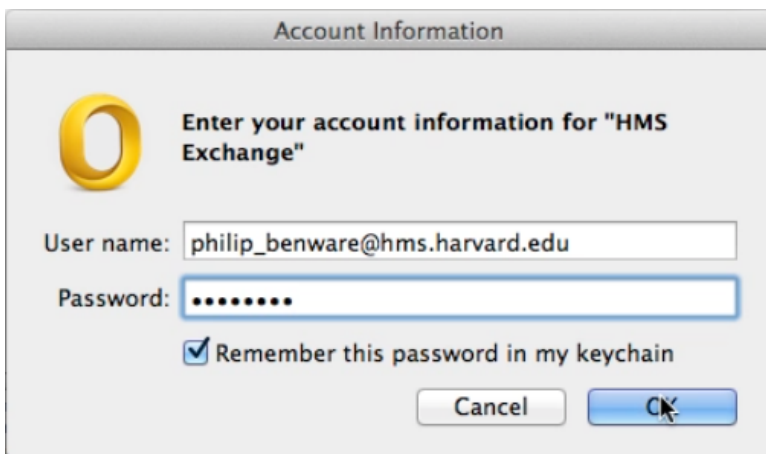 Account Information
Enter your account information for "HMS
Exchange"
User name: philip_benware@hms.harvard.edu
Password: ••••••••
Remember this password in my keychain
Cancel OK